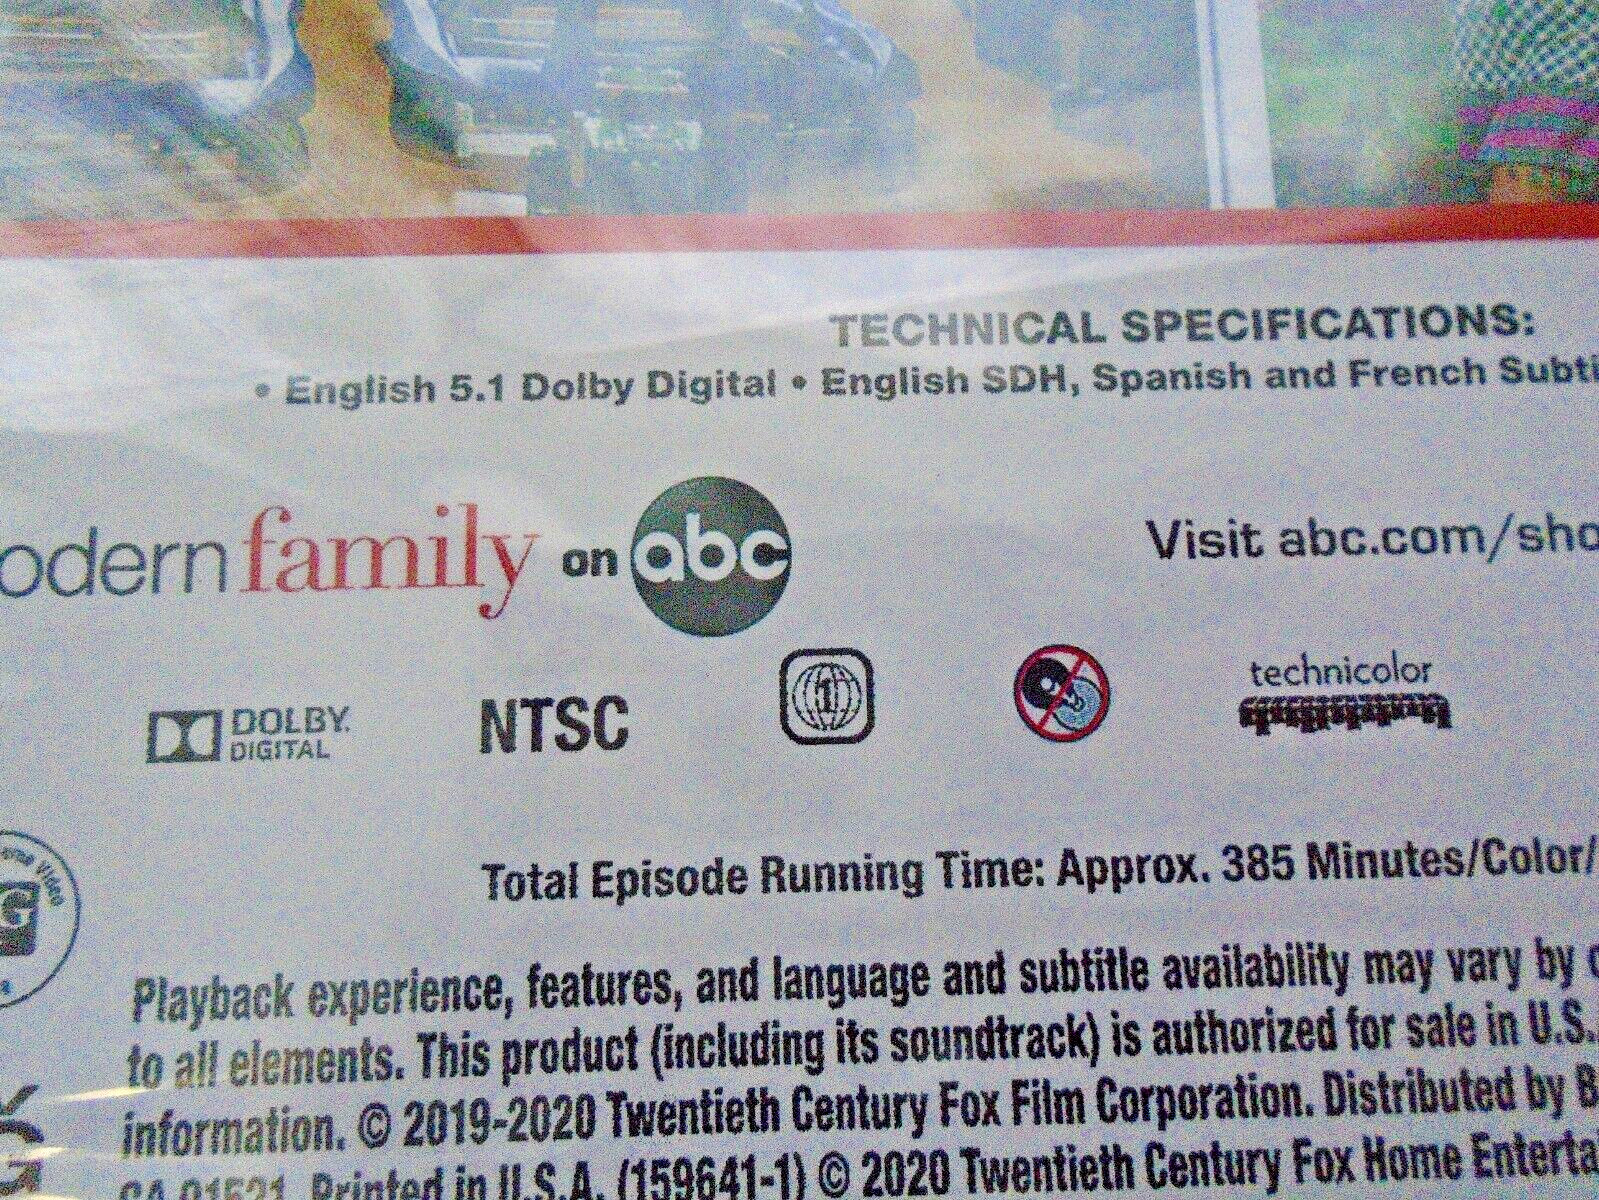 TECHNICAL SPECIFICATIONS:
• English 5.1 Dolby Digital • English SDH, Spanish and French Subti
odern family on abc
Visit abc.com/sho
DOLBY
DIGITAL
NTSC
1
technicolor
Total Episode Running Time: Approx. 385 Minutes/Color/
Video
G
Playback experience, features, and language and subtitle availability may vary by
to all elements. This product (including its soundtrack) is authorized for sale in U.S.
information. © 2019-2020 Twentieth Century Fox Film Corporation. Distributed by B
CA 91521. Printed in U.S.A. (159641-1) © 2020 Twentieth Century Fox Home Enterta